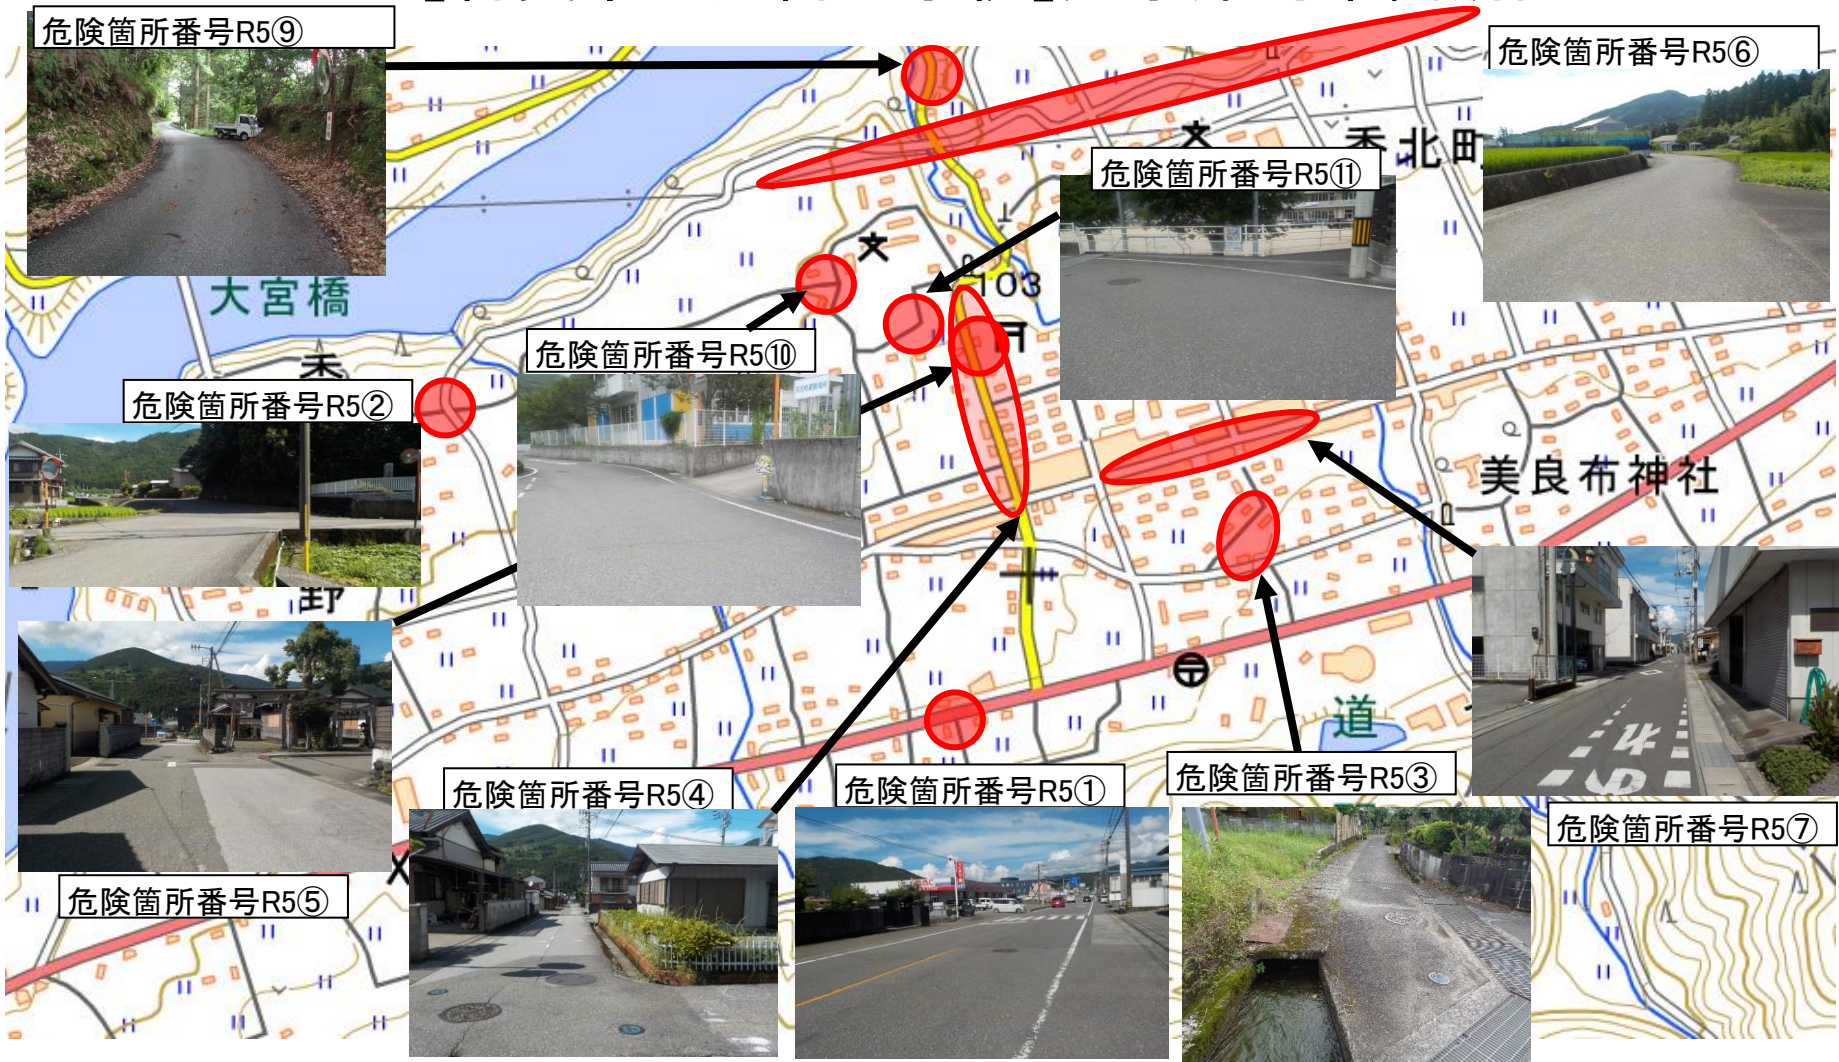 危険箇所番号R5⑨
危険箇所番号R5⑥
香北町
危険箇所番号R5⑪
大宮橋
103
危険箇所番号R5⑩
香
危険箇所番号R5②
美良布神社
野
道
危険箇所番号R5④
危険箇所番号R5①
危険箇所番号R5③
危険箇所番号R5⑦
危険箇所番号R5⑤